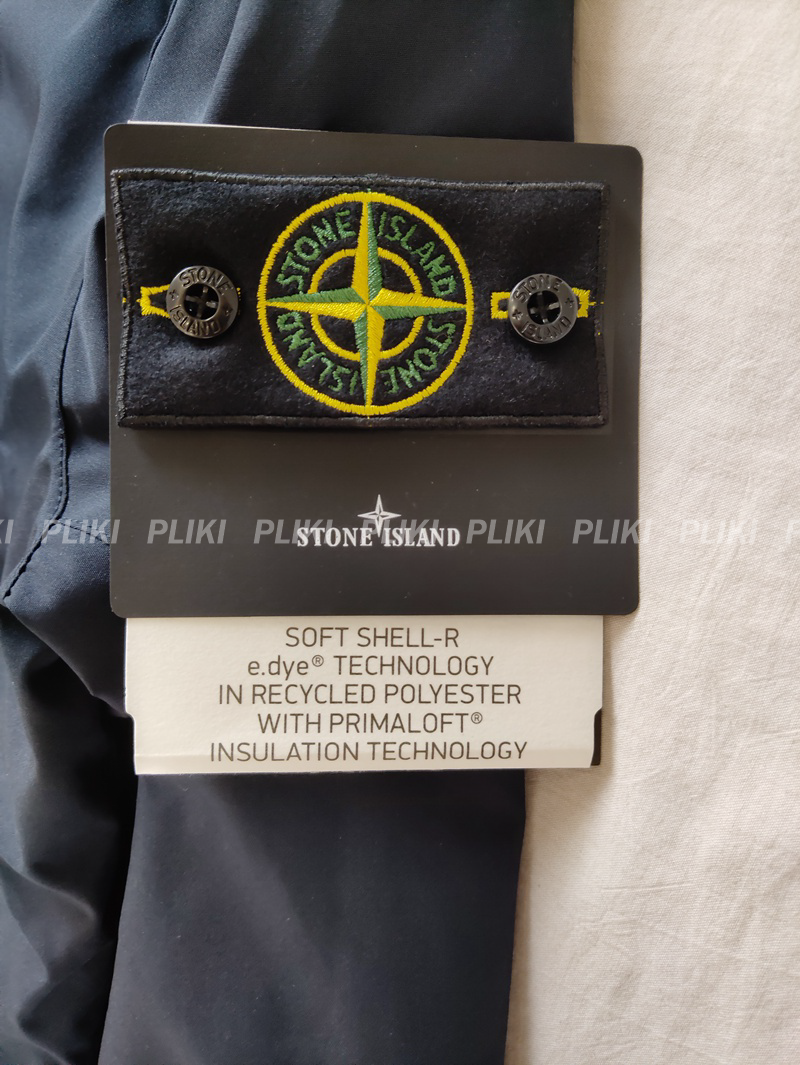 STONE ISLAND
STONE ISLAND
STONE
ISLAND
STONE
ISLAND
STONE ISLAND
KI PLIKI PLIKI PLIKI PLIKI PLIKI PLIKI PLIKI P
SOFT SHELL-R
e.dye® TECHNOLOGY
IN RECYCLED POLYESTER
WITH PRIMALOFT®
INSULATION TECHNOLOGY